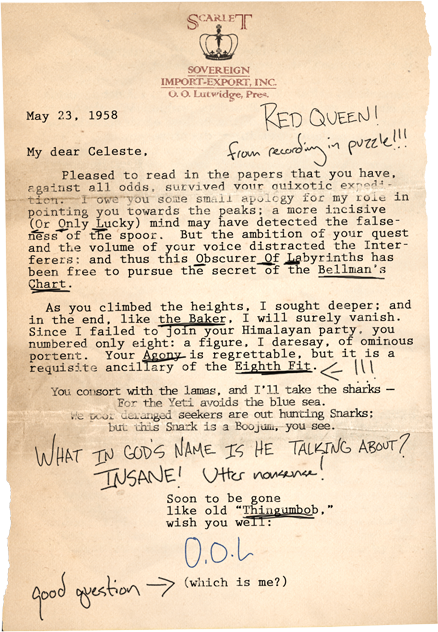 SCARLET
SOVEREIGN
IMPORT-EXPORT, INC.
O. O. Lutwidge, Pres.
May 23, 1958
RED QUEEN!
from recording in puzzle!!!
My dear Celeste,
Pleased to read in the papers that you have,
against all odds, survived your quixotic expedi-
tion. I owe you some small apology for my role in
pointing you towards the peaks; a more incisive
(Or Only Lucky) mind may have detected the false-
ness of the spoor. But the ambition of your quest
and the volume of your voice distracted the Inter-
ferers: and thus this Obscurer Of Labyrinths has
been free to pursue the secret of the Bellman's
Chart.
As you climbed the heights, I sought deeper; and
in the end, like the Baker, I will surely vanish.
Since I failed to join your Himalayan party, you
numbered only eight: a figure, I daresay, of ominous
portent. Your Agony is regrettable, but it is a
requisite ancillary of the Eighth Fit. ← !!!
You consort with the lamas, and I'll take the sharks —
For the Yeti avoids the blue sea.
We poor deranged seekers are out hunting Snarks;
but this Snark is a Boojum, you see.
WHAT IN GOD'S NAME IS HE TALKING ABOUT?
INSANE! Utter nonsense!
Soon to be gone
like old "Thingumbob,"
wish you well:
O.O.L
good question → (which is me?)